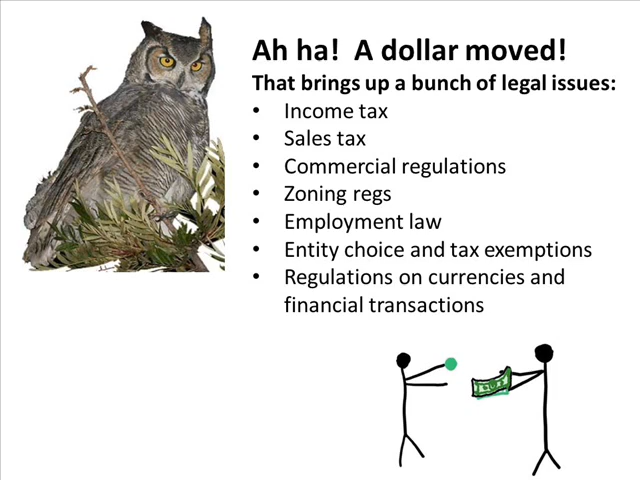 Ah ha!  A dollar moved!
That brings up a bunch of legal issues:
• Income tax
• Sales tax
• Commercial regulations
• Zoning regs
• Employment law
• Entity choice and tax exemptions
• Regulations on currencies and
financial transactions